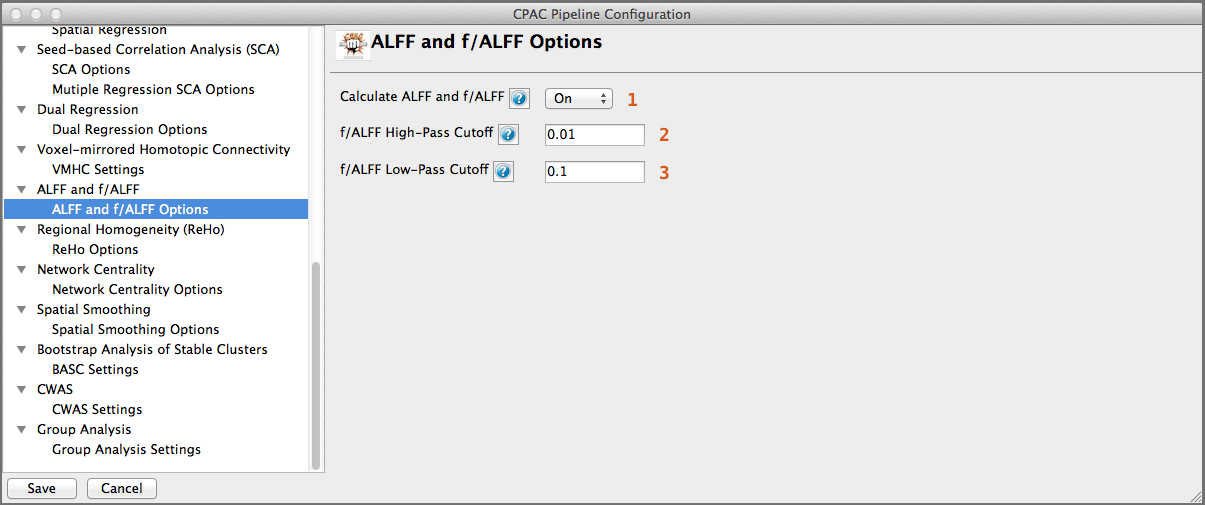 CPAC Pipeline Configuration
Spatial Regression
Seed-based Correlation Analysis (SCA)
SCA Options
Mutiple Regression SCA Options
Dual Regression
Dual Regression Options
Voxel-mirrored Homotopic Connectivity
VMHC Settings
ALFF and f/ALFF
ALFF and f/ALFF Options
Regional Homogeneity (ReHo)
ReHo Options
Network Centrality
Network Centrality Options
Spatial Smoothing
Spatial Smoothing Options
Bootstrap Analysis of Stable Clusters
BASC Settings
CWAS
CWAS Settings
Group Analysis
Group Analysis Settings
ALFF and f/ALFF Options
Calculate ALFF and f/ALFF ? On 1
f/ALFF High-Pass Cutoff ? 0.01 2
f/ALFF Low-Pass Cutoff ? 0.1 3
Save Cancel